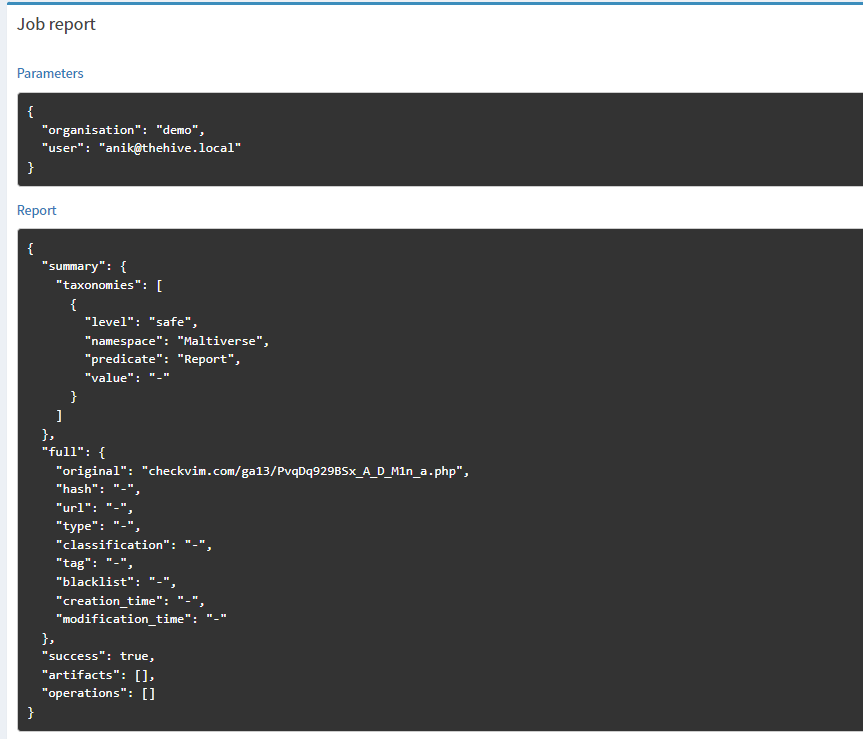 Job report
Parameters
{
  "organisation": "demo",
  "user": "anik@thehive.local"
}
Report
{
  "summary": {
    "taxonomies": [
      {
        "level": "safe",
        "namespace": "Maltiverse",
        "predicate": "Report",
        "value": "-"
      }
    ]
  },
  "full": {
    "original": "checkvim.com/ga13/PvqDq929BSx_A_D_M1n_a.php",
    "hash": "-",
    "url": "-",
    "type": "-",
    "classification": "-",
    "tag": "-",
    "blacklist": "-",
    "creation_time": "-",
    "modification_time": "-"
  },
  "success": true,
  "artifacts": [],
  "operations": []
}